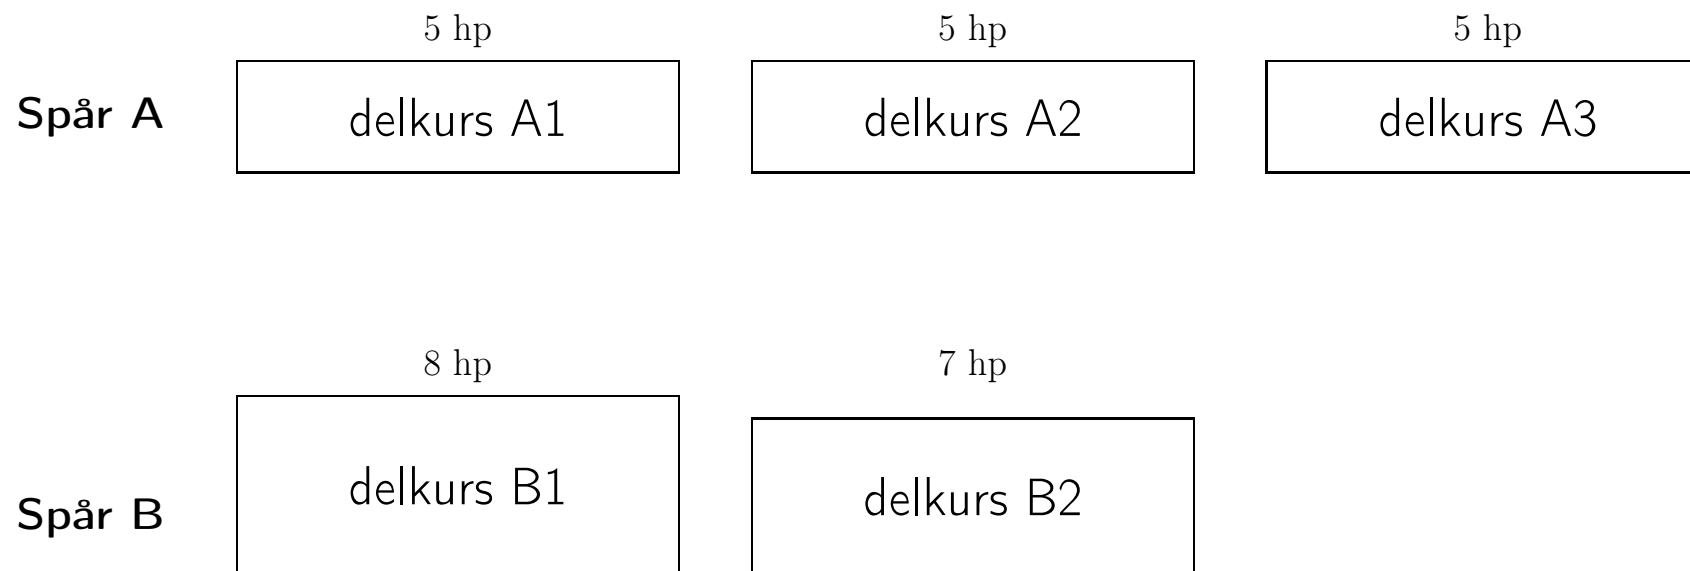 5 hp 5 hp 5 hp
Spår A delkurs A1 delkurs A2 delkurs A3
8 hp 7 hp
Spår B delkurs B1 delkurs B2